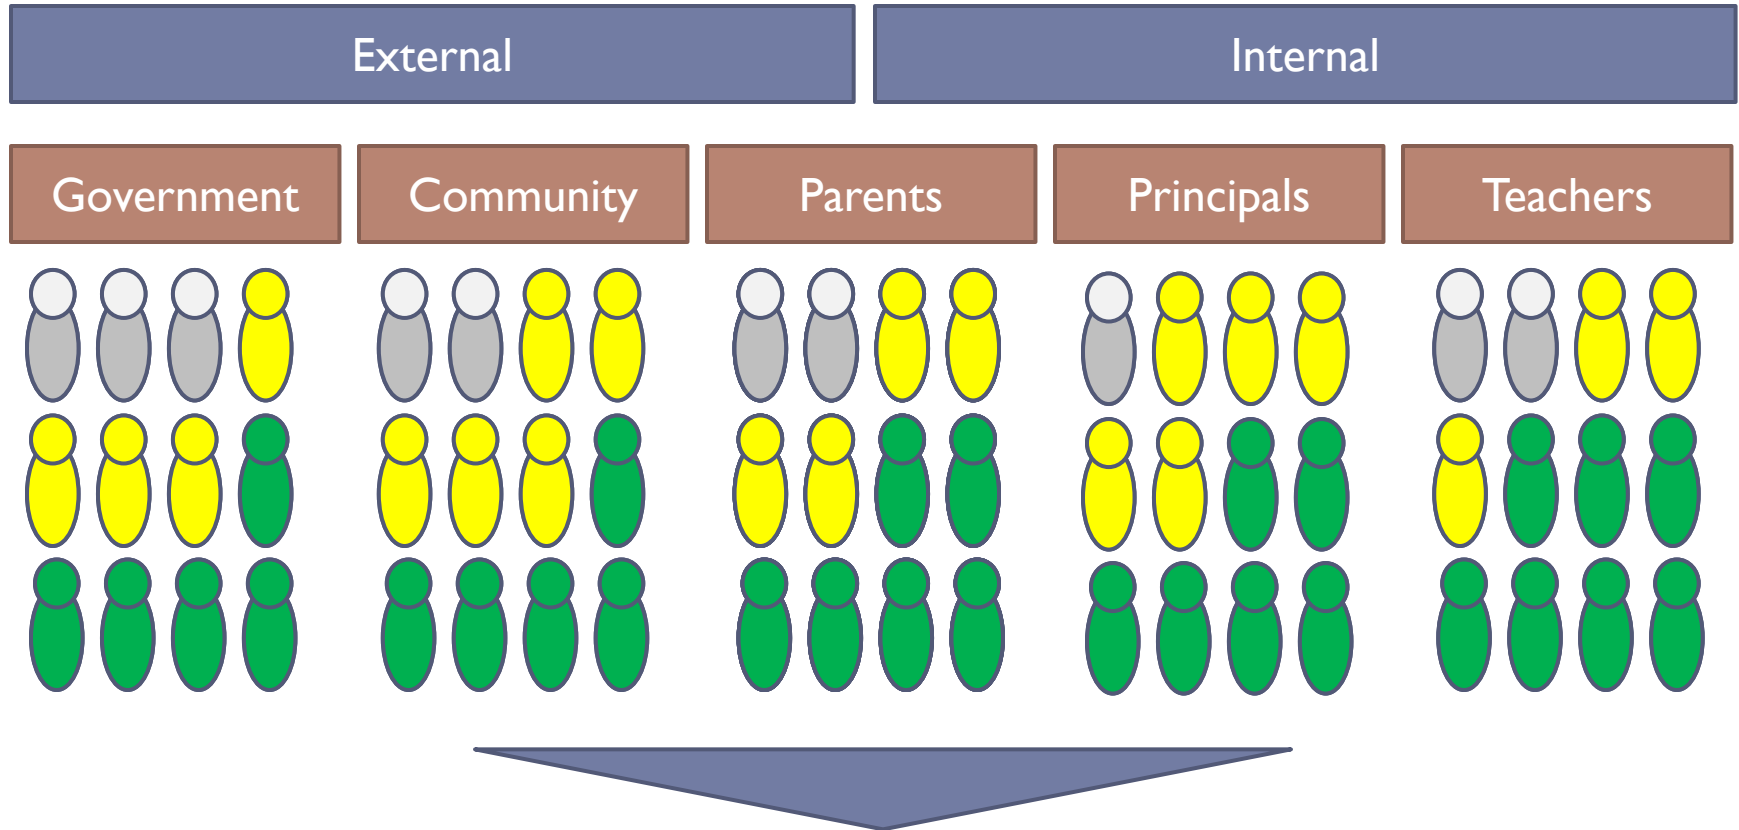 External
Internal
Government
Community
Parents
Principals
Teachers